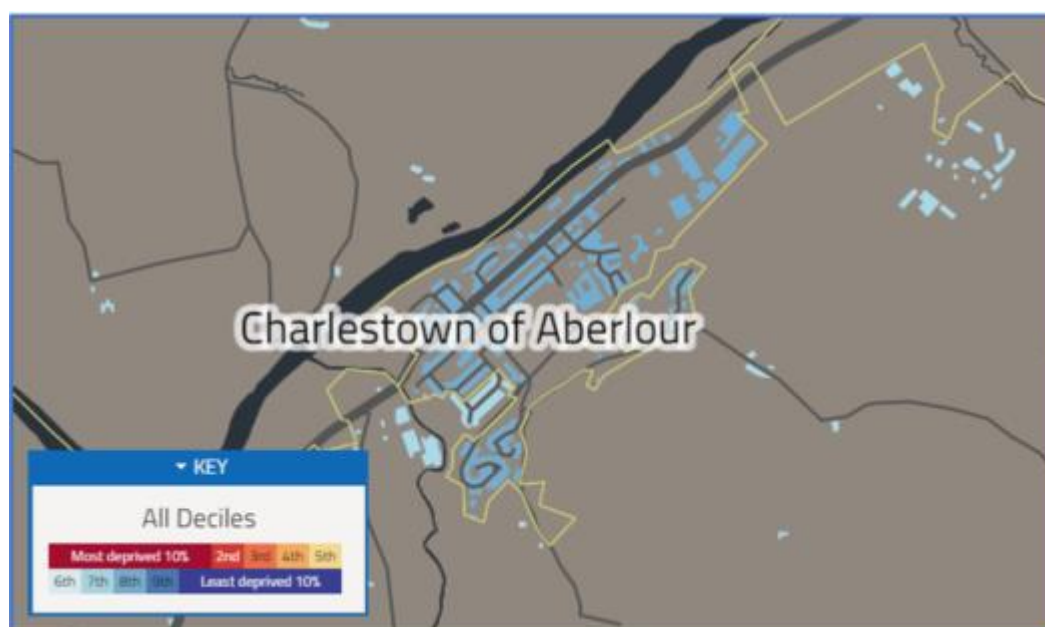 Charlestown of Aberlour
KEY
All Deciles
Most deprived 10% 2nd 3rd 4th 5th
6th 7th 8th 9th Least deprived 10%